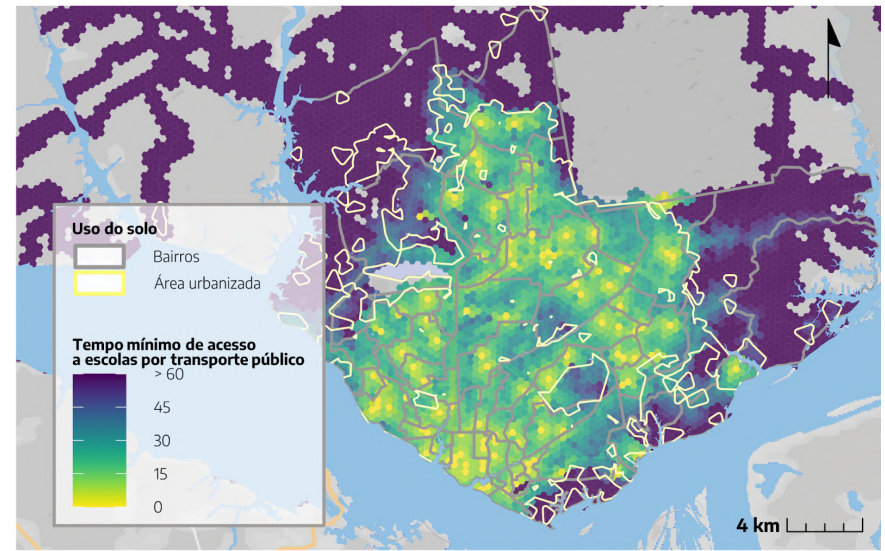 Uso do solo
Bairros
Área urbanizada
Tempo mínimo de acesso
a escolas por transporte público
> 60
45
30
15
0
4 km